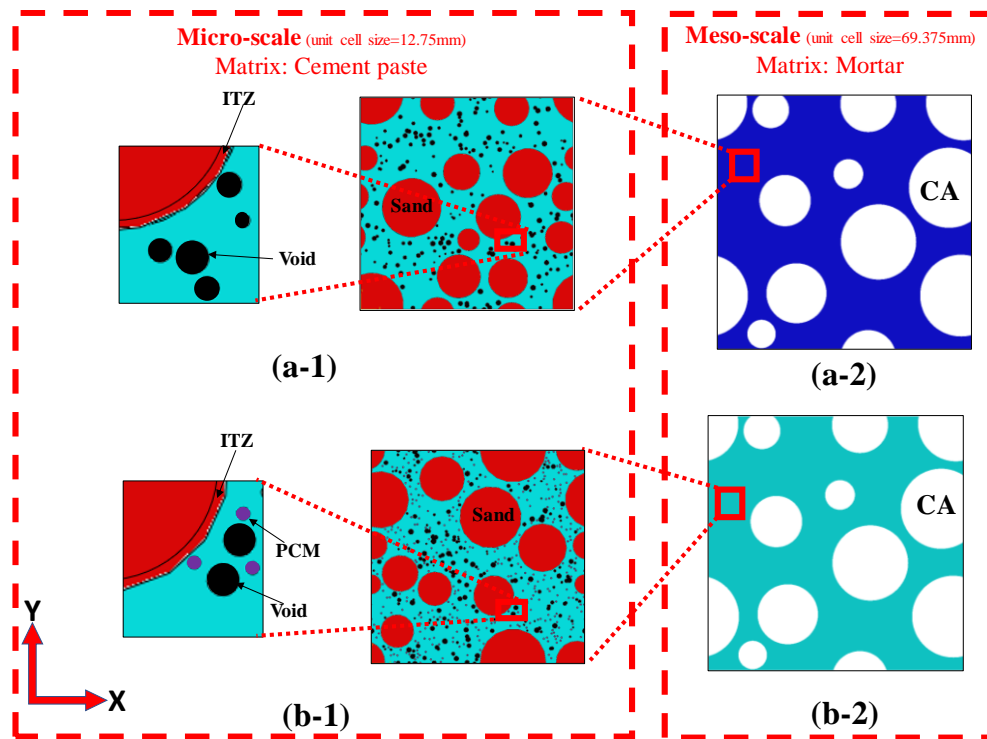 Micro-scale (unit cell size=12.75mm)
Matrix: Cement paste
ITZ
Sand
Void
(a-1)
ITZ
Sand
PCM
Void
Y
X
(b-1)
Meso-scale (unit cell size=69.375mm)
Matrix: Mortar
CA
(a-2)
CA
(b-2)